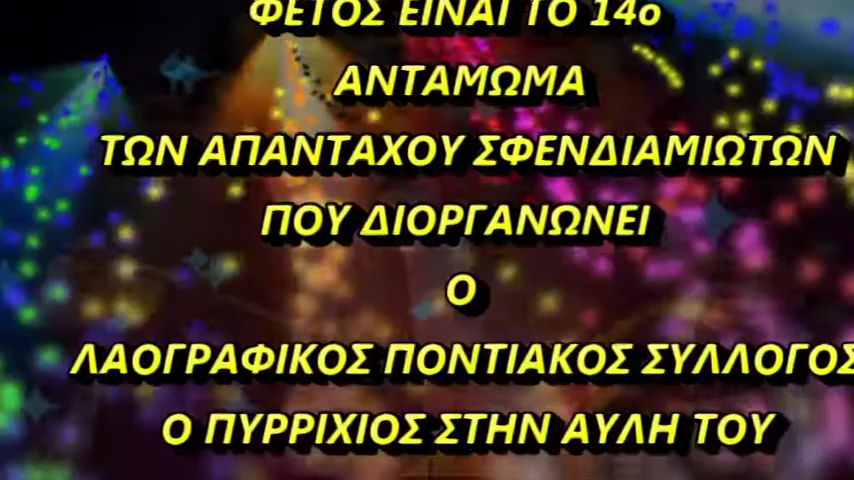 ΦΕΤΟΣ ΕΙΝΑΙ ΤΟ 14ο
ΑΝΤΑΜΩΜΑ
ΤΩΝ ΑΠΑΝΤΑΧΟΥ ΣΦΕΝΔΙΑΜΙΩΤΩΝ
ΠΟΥ ΔΙΟΡΓΑΝΩΝΕΙ
Ο
ΛΑΟΓΡΑΦΙΚΟΣ ΠΟΝΤΙΑΚΟΣ ΣΥΛΛΟΓΟΣ
Ο ΠΥΡΡΙΧΙΟΣ ΣΤΗΝ ΑΥΛΗ ΤΟΥ